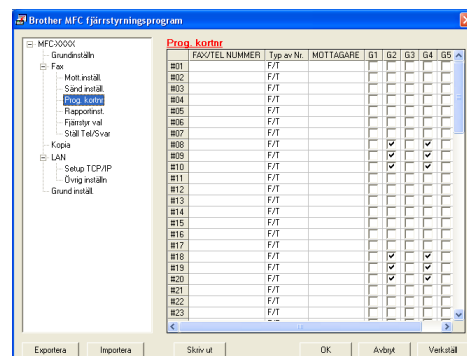 Brother MFC fjärrstyrningsprogram
MFC-XXXX
Grundinställn
Fax
Mott.inställ.
Sänd inställ.
Prog. kortnr
Rapportinst.
Fjärrstyr val
Ställ Tel/Svar
Kopia
LAN
Setup TCP/IP
Övrig inställn
Grund inställ.
Prog. kortnr
FAX/TEL NUMMER Typ av Nr. MOTTAGARE G1 G2 G3 G4 G5
#01 F/T
#02 F/T
#03 F/T
#04 F/T
#05 F/T
#06 F/T
#07 F/T
#08 F/T
#09 F/T
#10 F/T
#11 F/T
#12 F/T
#13 F/T
#14 F/T
#15 F/T
#16 F/T
#17 F/T
#18 F/T
#19 F/T
#20 F/T
#21 F/T
#22 F/T
#23 F/T
Exportera Importera Skriv ut OK Avbryt Verkställ